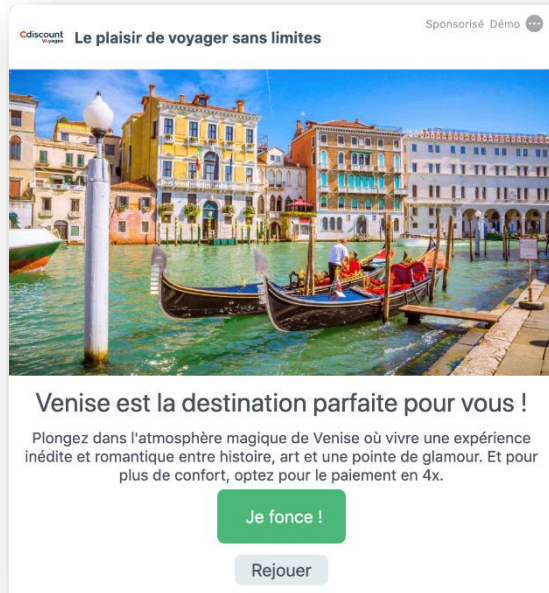 Cdiscount
Voyages
Le plaisir de voyager sans limites
Sponsorisé Démo
Venise est la destination parfaite pour vous !
Plongez dans l'atmosphère magique de Venise où vivre une expérience
inédite et romantique entre histoire, art et une pointe de glamour. Et pour
plus de confort, optez pour le paiement en 4x.
Je fonce !
Rejouer